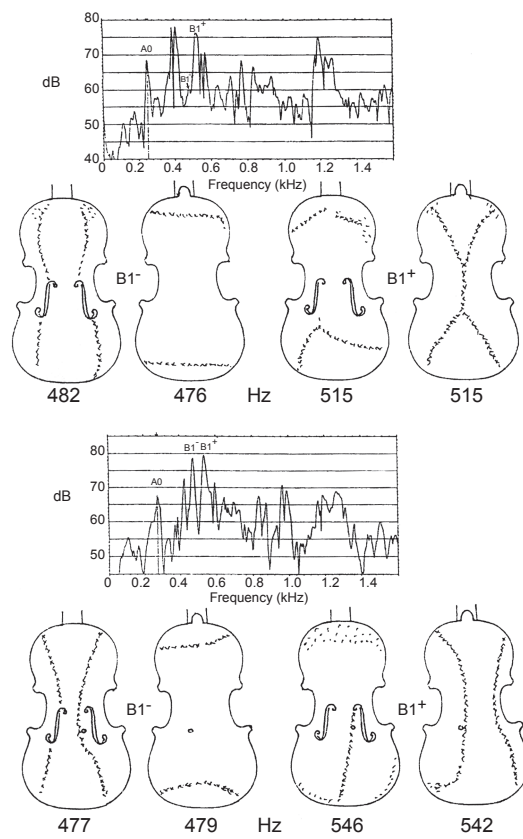 80
B1+
A0
70
dB
B1-
60
50
40
0 0.2 0.4 0.6 0.8 1.0 1.2 1.4
Frequency (kHz)
B1- B1+
482 476 Hz 515 515
80
B1- B1+
A0
70
dB
60
50
0 0.2 0.4 0.6 0.8 1.0 1.2 1.4
Frequency (kHz)
B1- B1+
477 479 Hz 546 542